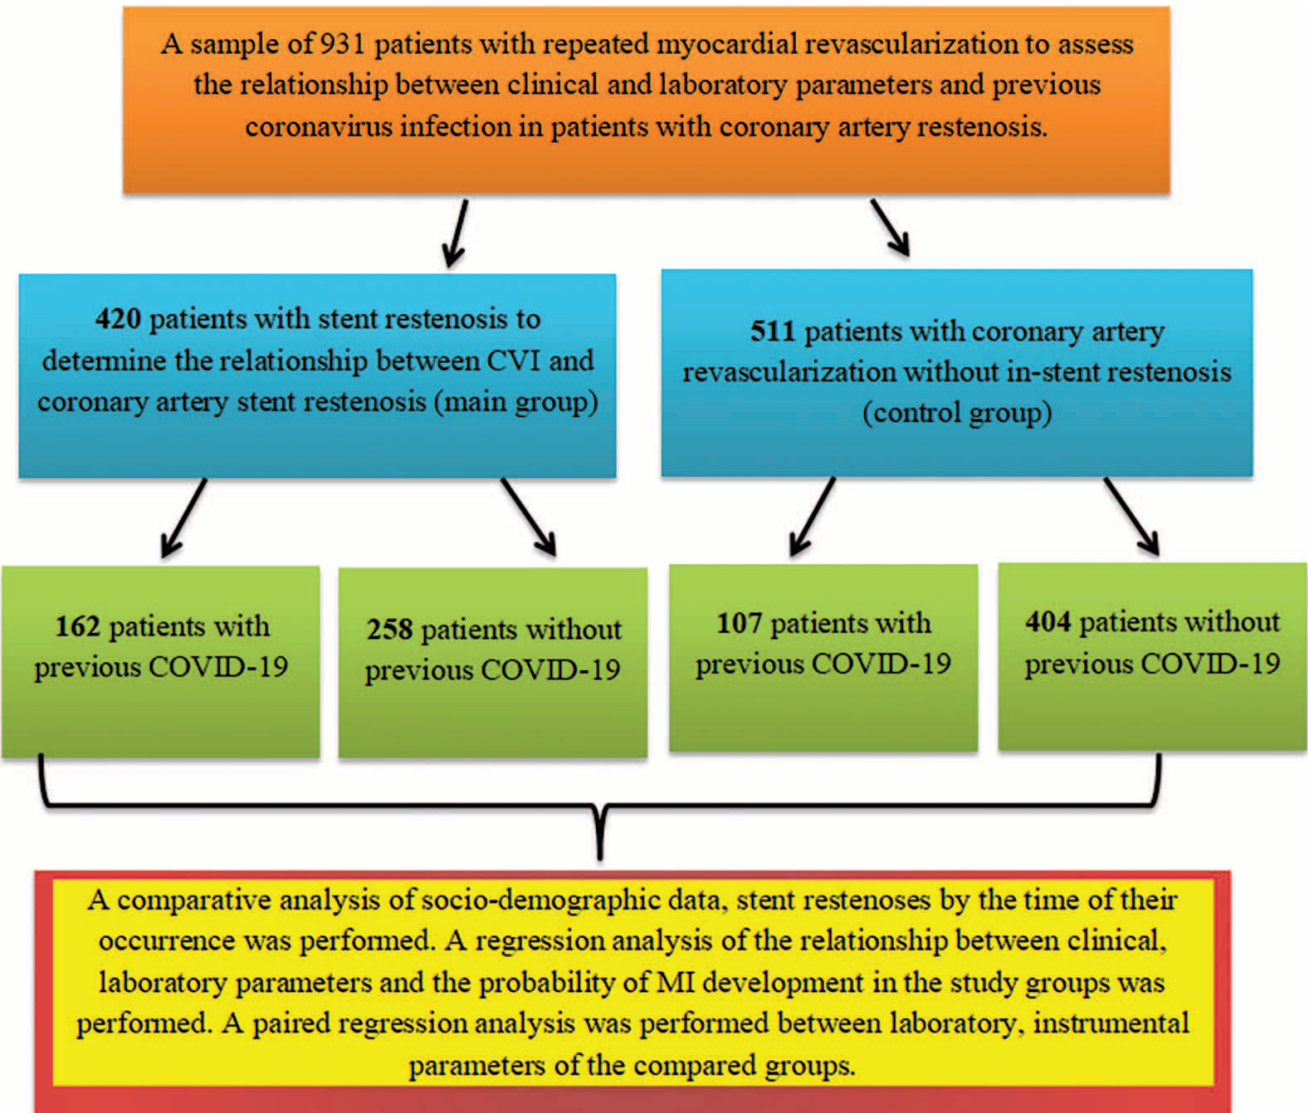 A sample of 931 patients with repeated myocardial revascularization to assess
the relationship between clinical and laboratory parameters and previous
coronavirus infection in patients with coronary artery restenosis.
420 patients with stent restenosis to
determine the relationship between CVI and
coronary artery stent restenosis (main group)
511 patients with coronary artery
revascularization without in-stent restenosis
(control group)
162 patients with
previous COVID-19
258 patients without
previous COVID-19
107 patients with
previous COVID-19
404 patients without
previous COVID-19
A comparative analysis of socio-demographic data, stent restenoses by the time of their
occurrence was performed. A regression analysis of the relationship between clinical,
laboratory parameters and the probability of MI development in the study groups was
performed. A paired regression analysis was performed between laboratory, instrumental
parameters of the compared groups.